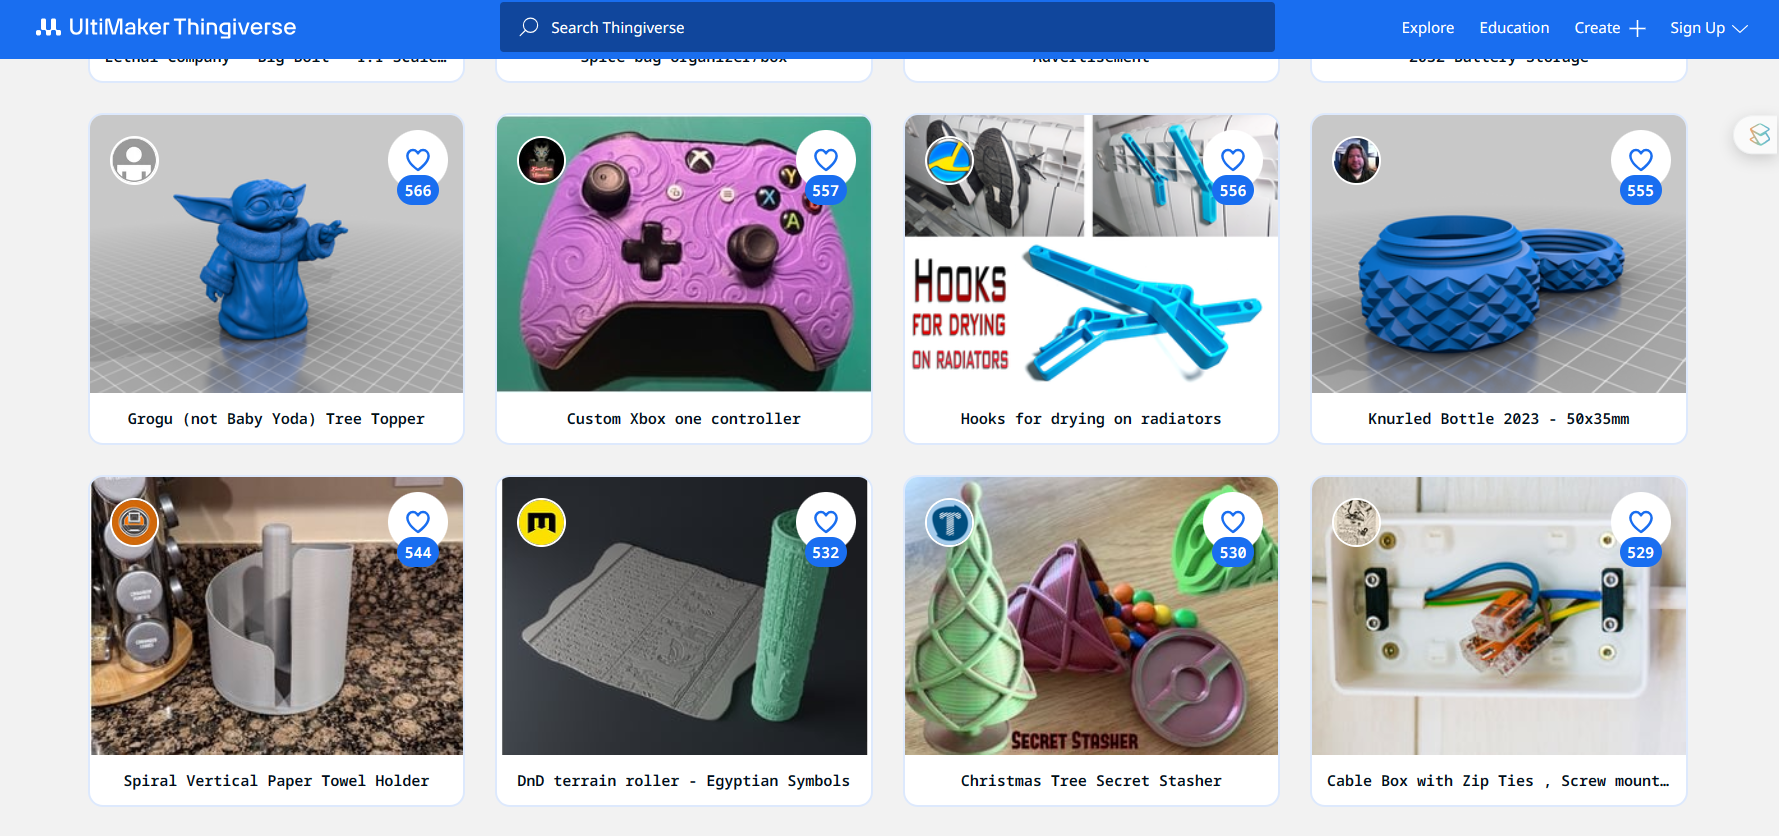 UltiMaker Thingiverse
Search Thingiverse
Explore
Education
Create
Sign Up
Lethal Company - Big Bolt - 1:1 Scale…
Spice bag organizer/box
Advertisement
2032 Battery Storage
566
557
556
555
Y
X
A
HOOKS
FOR DRYING
ON RADIATORS
Grogu (not Baby Yoda) Tree Topper
Custom Xbox one controller
Hooks for drying on radiators
Knurled Bottle 2023 - 50x35mm
544
532
530
529
SECRET STASHER
Spiral Vertical Paper Towel Holder
DnD terrain roller - Egyptian Symbols
Christmas Tree Secret Stasher
Cable Box with Zip Ties , Screw mount…